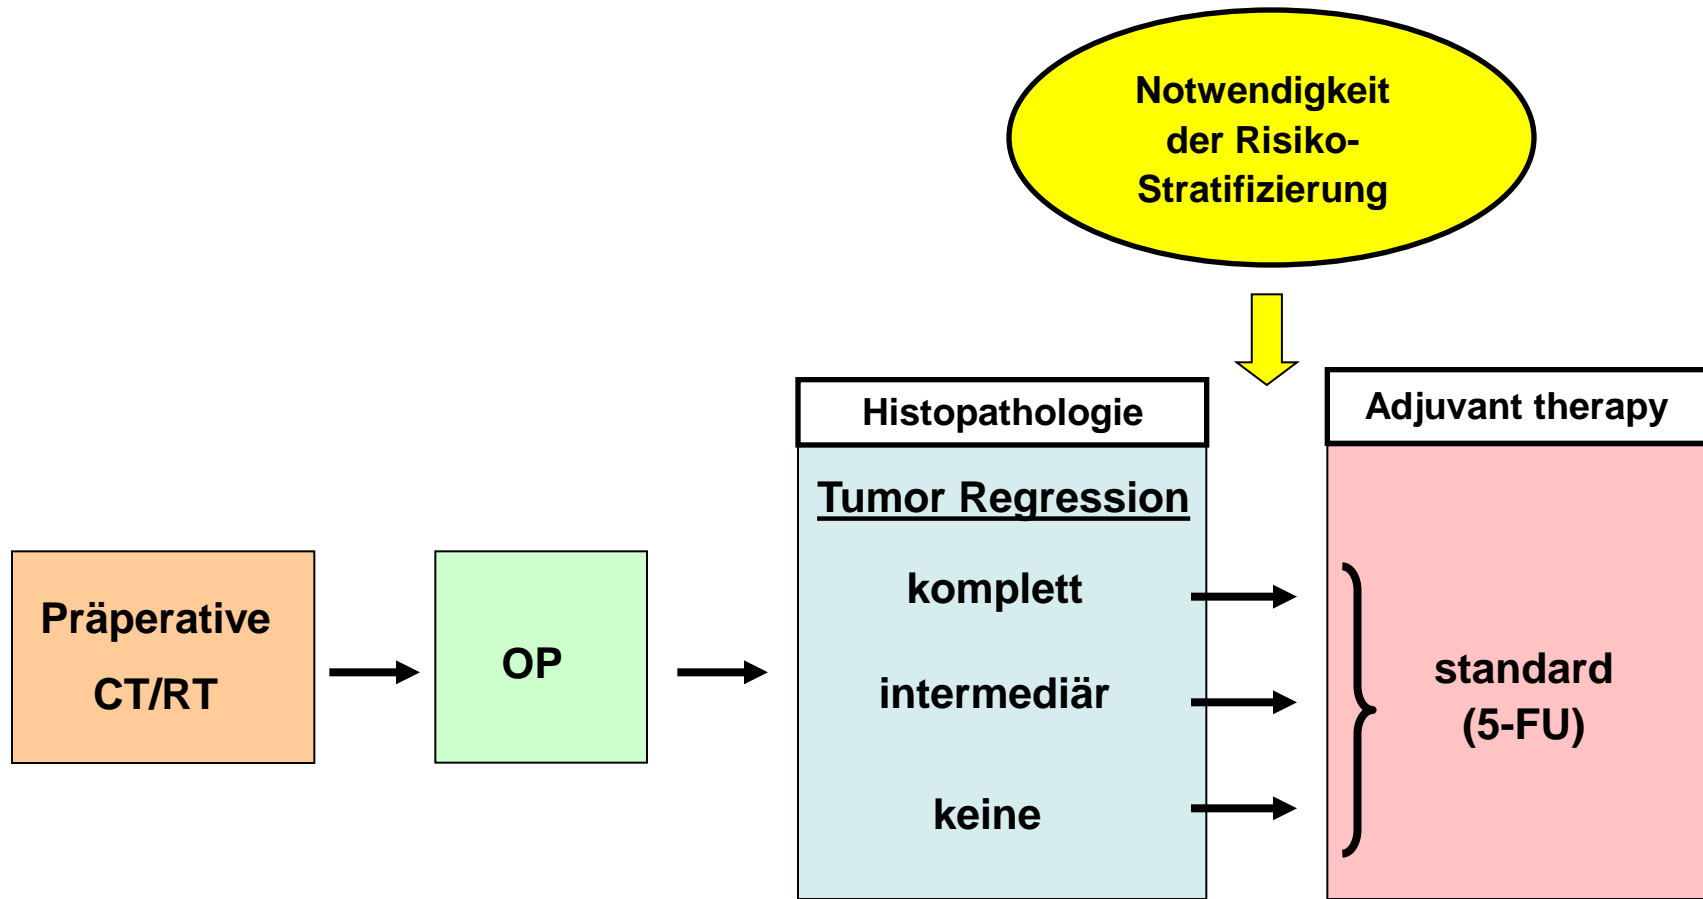 Notwendigkeit
der Risiko-
Stratifizierung
Präperative
CT/RT
OP
Histopathologie
Tumor Regression
komplett
intermediär
keine
Adjuvant therapy
standard
(5-FU)